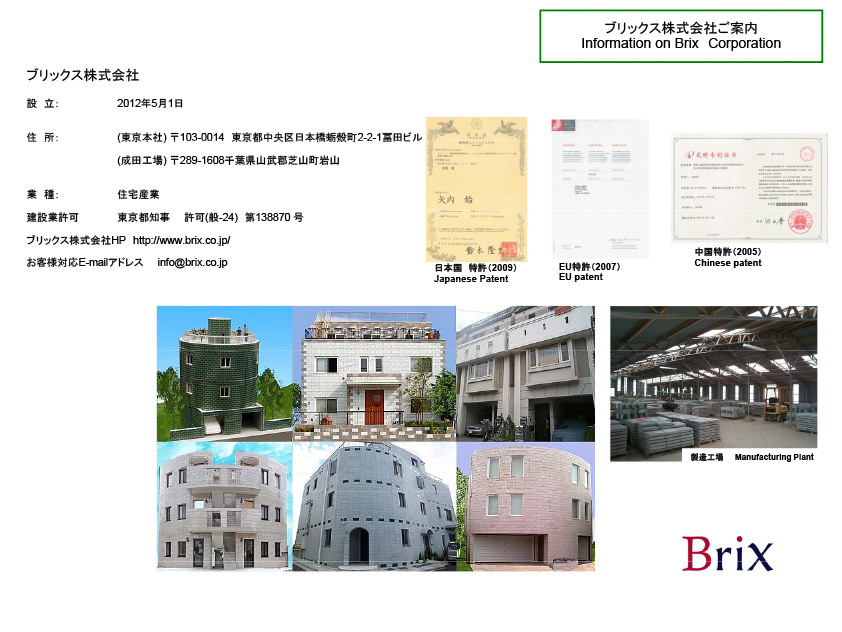 ブリックス株式会社ご案内
Information on Brix Corporation
ブリックス株式会社
設 立： 2012年5月1日
住 所： (東京本社) 〒103-0014 東京都中央区日本橋蛎殻町2-2-1冨田ビル
(成田工場) 〒289-1608千葉県山武郡芝山町岩山
業 種： 住宅産業
建設業許可 東京都知事 許可(般-24) 第138870 号
ブリックス株式会社HP http://www.brix.co.jp/
お客様対応E-mailアドレス info@brix.co.jp
发明专利证书
矢内 始
日本国 特許（2009）
Japanese Patent
EU特許（2007）
EU patent
中国特許（2005）
Chinese patent
製造工場 Manufacturing Plant
Brix